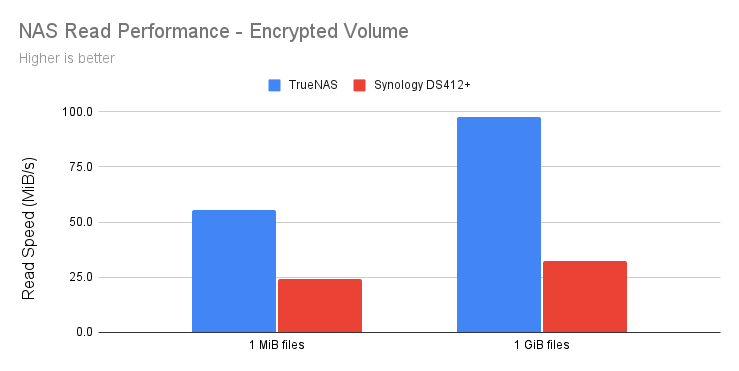 NAS Read Performance - Encrypted Volume
Higher is better
TrueNAS Synology DS412+
Read Speed (MiB/s)
100.0
75.0
50.0
25.0
0.0
1 MiB files 1 GiB files